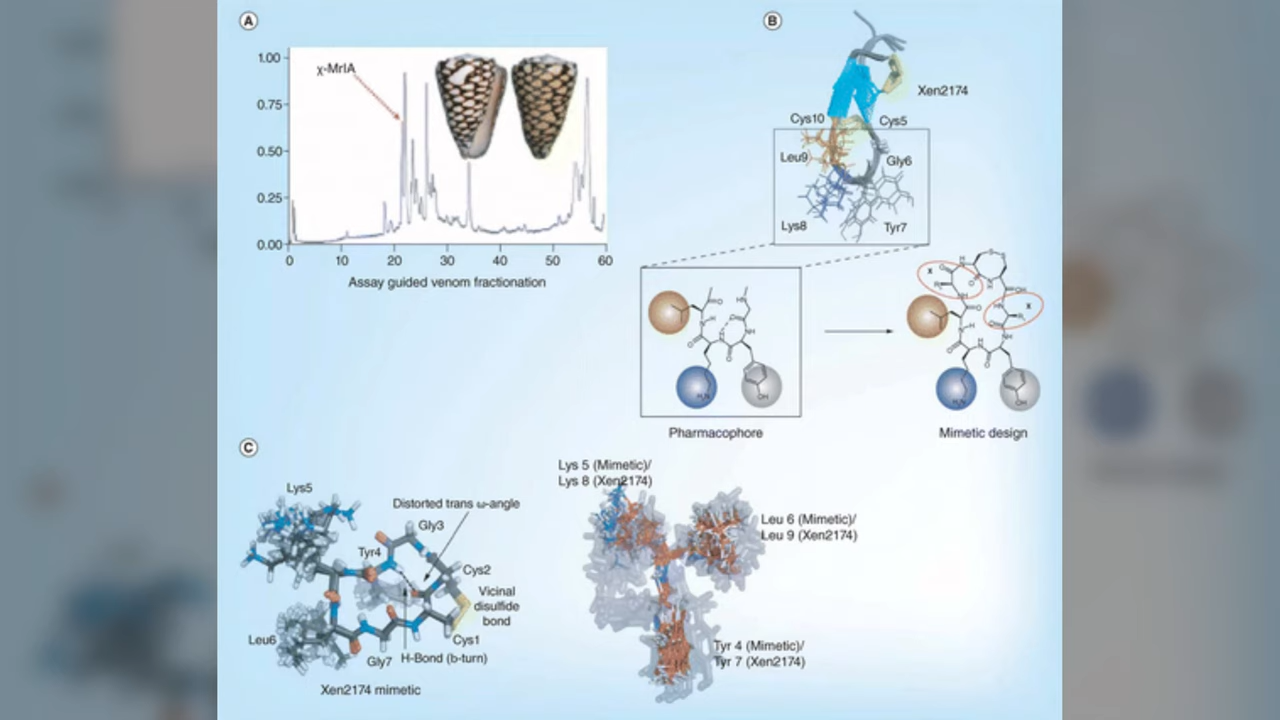 A
1.00
0.75
0.50
0.25
0.00
χ-MrIA
0 10 20 30 40 50 60
Assay guided venom fractionation
B
Xen2174
Cys10
Cys5
Leu9
Gly6
Lys8
Tyr7
Pharmacophore
Mimetic design
X
X
C
Lys5
Distorted trans ω-angle
Gly3
Tyr4
Cys2
Vicinal
disulfide
bond
Leu6
Cys1
Gly7
H-Bond (b-turn)
Xen2174 mimetic
Lys 5 (Mimetic)/
Lys 8 (Xen2174)
Leu 6 (Mimetic)/
Leu 9 (Xen2174)
Tyr 4 (Mimetic)/
Tyr 7 (Xen2174)